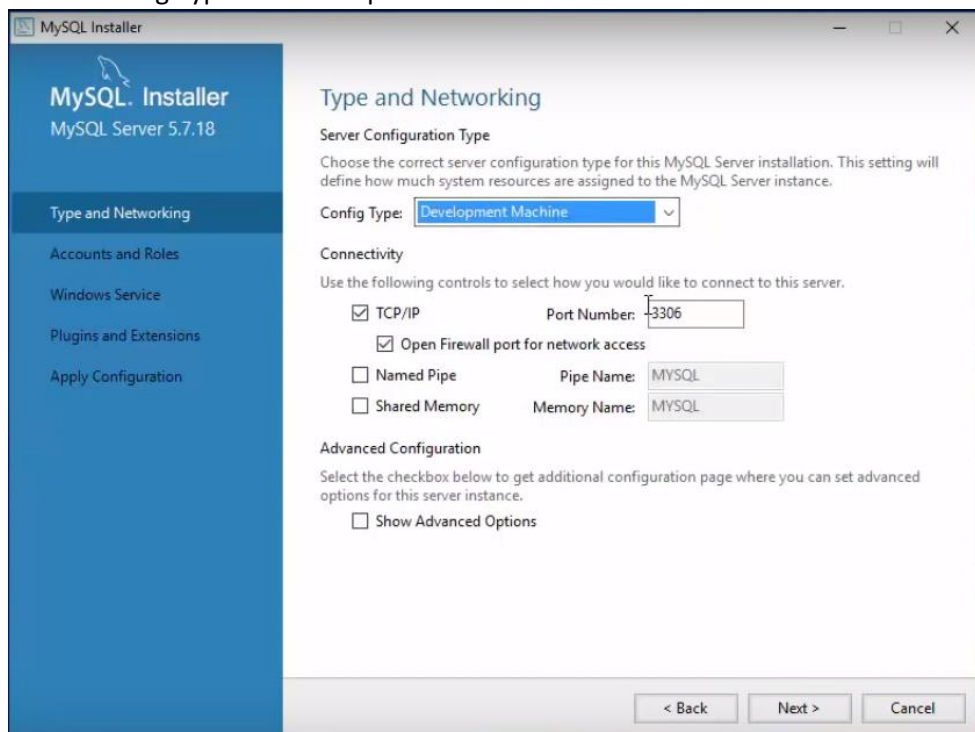 MySQL Installer
MySQL. Installer
MySQL Server 5.7.18
Type and Networking
Accounts and Roles
Windows Service
Plugins and Extensions
Apply Configuration
Type and Networking
Server Configuration Type
Choose the correct server configuration type for this MySQL Server installation. This setting will
define how much system resources are assigned to the MySQL Server instance.
Config Type: Development Machine
Connectivity
Use the following controls to select how you would like to connect to this server.
TCP/IP Port Number: 3306
Open Firewall port for network access
Named Pipe Pipe Name: MYSQL
Shared Memory Memory Name: MYSQL
Advanced Configuration
Select the checkbox below to get additional configuration page where you can set advanced
options for this server instance.
Show Advanced Options
< Back Next > Cancel